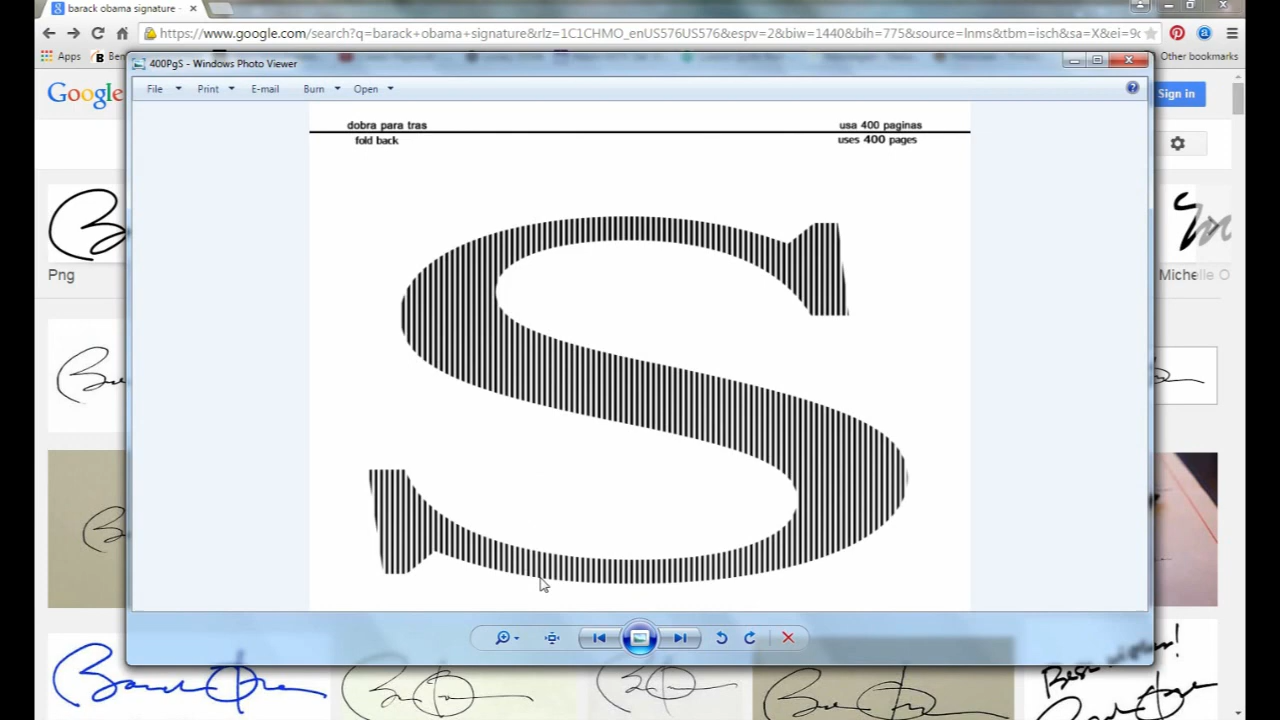 barack obama signature -
https://www.google.com/search?q=barack+obama+signature&rlz=1C1CHMO_enUS576US576&espv=2&biw=1440&bih=775&source=lnms&tbm=isch&sa=X&ei=
Apps
Other bookmarks
400PgS - Windows Photo Viewer
File
Print
E-mail
Burn
Open
Google
Sign in
dobra para tras
usa 400 paginas
fold back
uses 400 pages
S
Png
Michelle O
Best